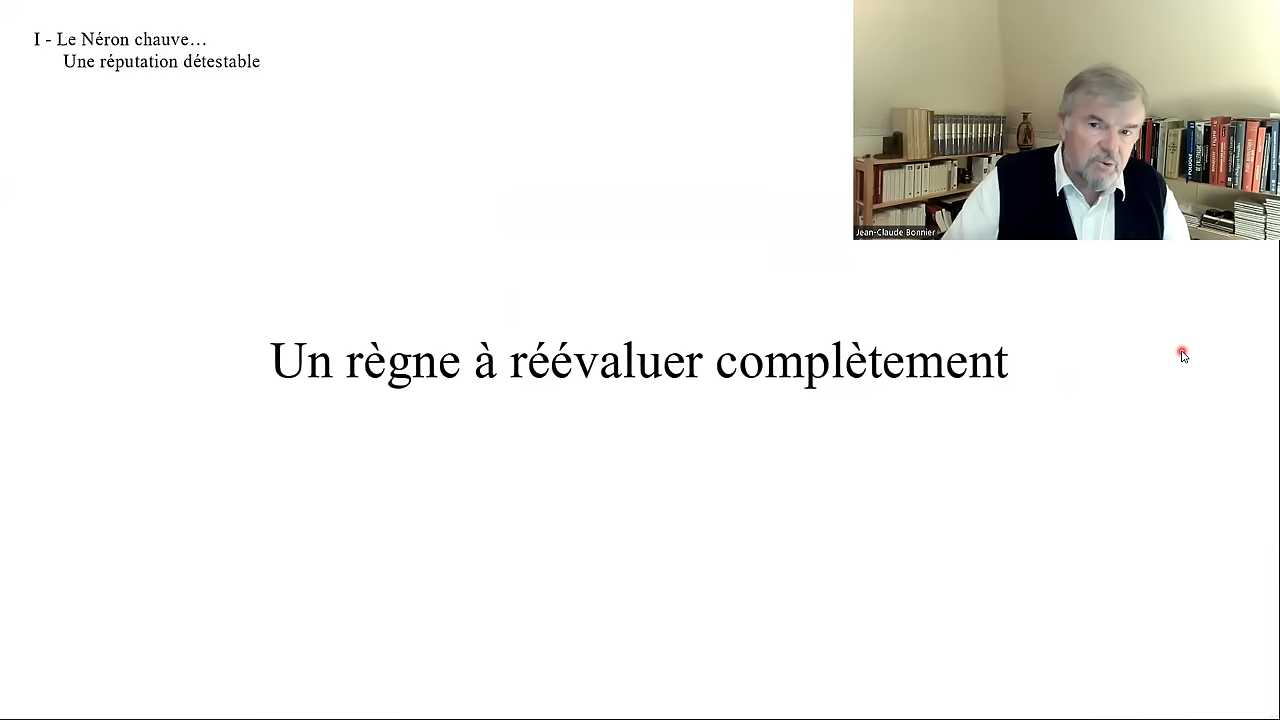 I - Le Néron chauve…
Une réputation détestable
Jean-Claude Bonnier
Un règne à réévaluer complètement